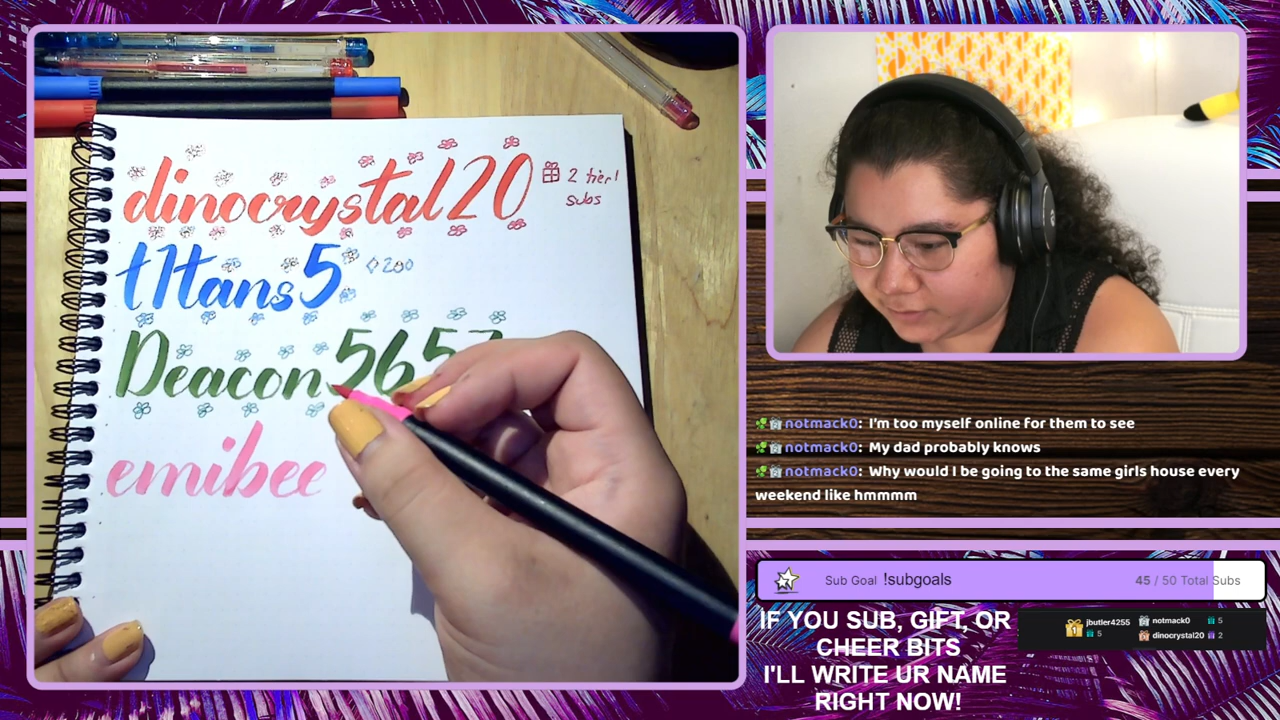 dinocrystal20
2 tier1
subs
t1tans5
200
Deacon
emibee
notmack0: I'm too myself online for them to see
notmack0: My dad probably knows
notmack0: Why would I be going to the same girls house every
weekend like hmmmm
Sub Goal !subgoals 45 / 50 Total Subs
IF YOU SUB, GIFT, OR
CHEER BITS
I'LL WRITE UR NAME
RIGHT NOW!
1 jbutler4255 5
notmack0 5
dinocrystal20 2